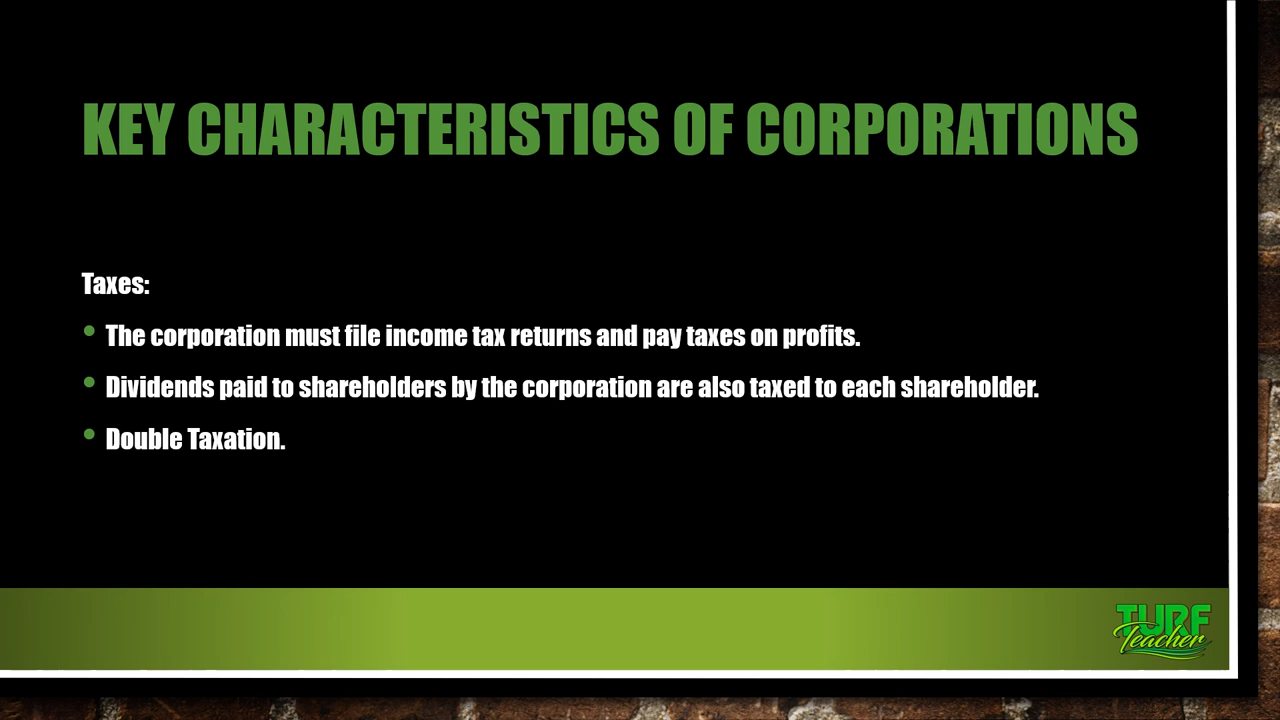 KEY CHARACTERISTICS OF CORPORATIONS
Taxes:
• The corporation must file income tax returns and pay taxes on profits.
• Dividends paid to shareholders by the corporation are also taxed to each shareholder.
• Double Taxation.
TURF
Teacher